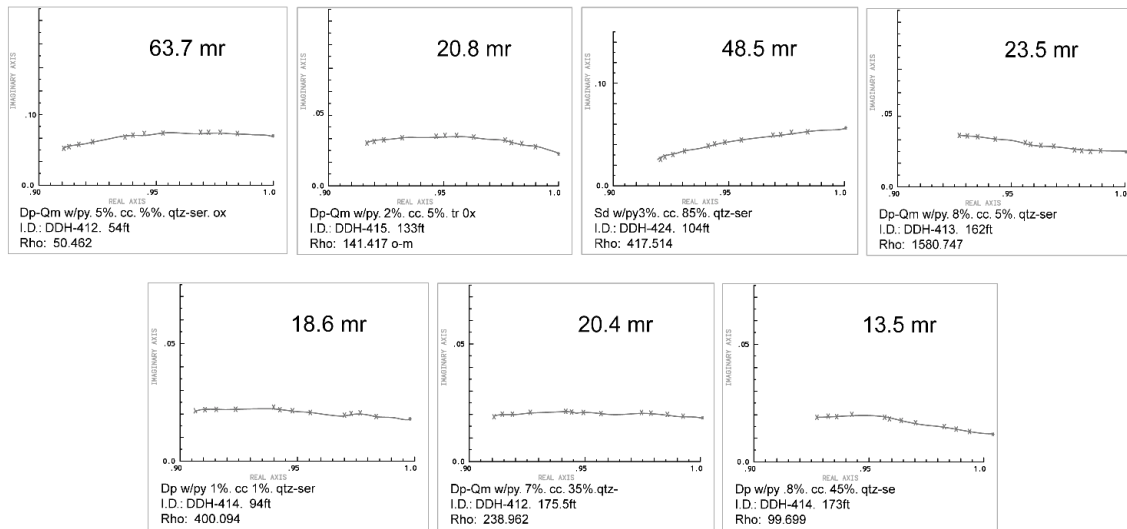 63.7 mr
IMAGINARY AXIS
.10
0.0
.90
.95
1.0
REAL AXIS
Dp-Qm w/py. 5%. cc. %%. qtz-ser. ox
I.D.: DDH-412. 54ft
Rho: 50.462
20.8 mr
IMAGINARY AXIS
.05
0.0
.90
.95
1.0
REAL AXIS
Dp-Qm w/py. 2%. cc. 5%. tr 0x
I.D.: DDH-415. 133ft
Rho: 141.417 o-m
48.5 mr
IMAGINARY AXIS
.10
0.0
.90
.95
1.0
REAL AXIS
Sd w/py3%. cc. 85%. qtz-ser
I.D.: DDH-424. 104ft
Rho: 417.514
23.5 mr
IMAGINARY AXIS
.05
0.0
.90
.95
1.0
REAL AXIS
Dp-Qm w/py. 8%. cc. 5%. qtz-ser
I.D.: DDH-413. 162ft
Rho: 1580.747
18.6 mr
IMAGINARY AXIS
.05
0.0
.90
.95
1.0
REAL AXIS
Dp w/py 1%. cc 1%. qtz-ser
I.D.: DDH-414. 94ft
Rho: 400.094
20.4 mr
IMAGINARY AXIS
.05
0.0
.90
.95
1.0
REAL AXIS
Dp-Qm w/py. 7%. cc. 35%.qtz-
I.D.: DDH-412. 175.5ft
Rho: 238.962
13.5 mr
IMAGINARY AXIS
.05
0.0
.90
.95
1.0
REAL AXIS
Dp w/py .8%. cc. 45%. qtz-se
I.D.: DDH-414. 173ft
Rho: 99.699